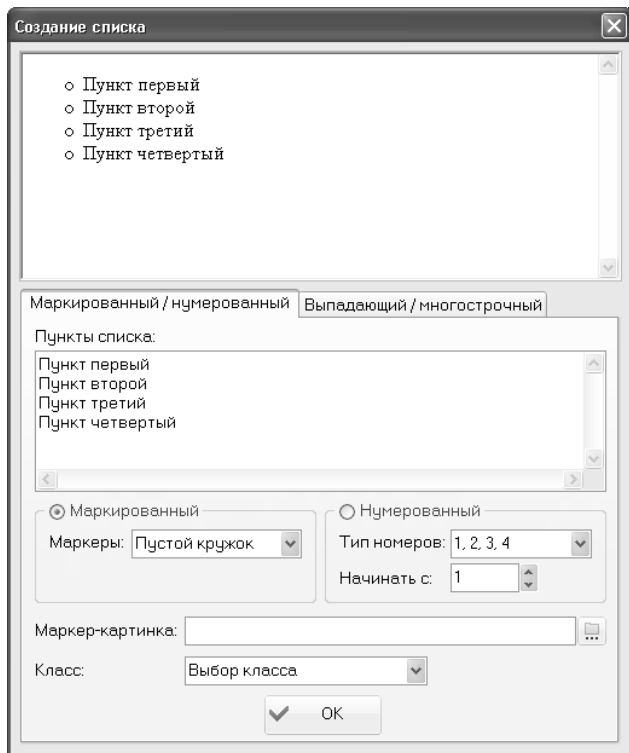 Создание списка
o Пункт первый
o Пункт второй
o Пункт третий
o Пункт четвертый
Маркированный / нумерованный Выпадающий / многострочный
Пункты списка:
Пункт первый
Пункт второй
Пункт третий
Пункт четвертый
Маркированный Нумерованный
Маркеры: Пустой кружок Тип номеров: 1, 2, 3, 4
Начинать с: 1
Маркер-картинка:
Класс: Выбор класса
OK